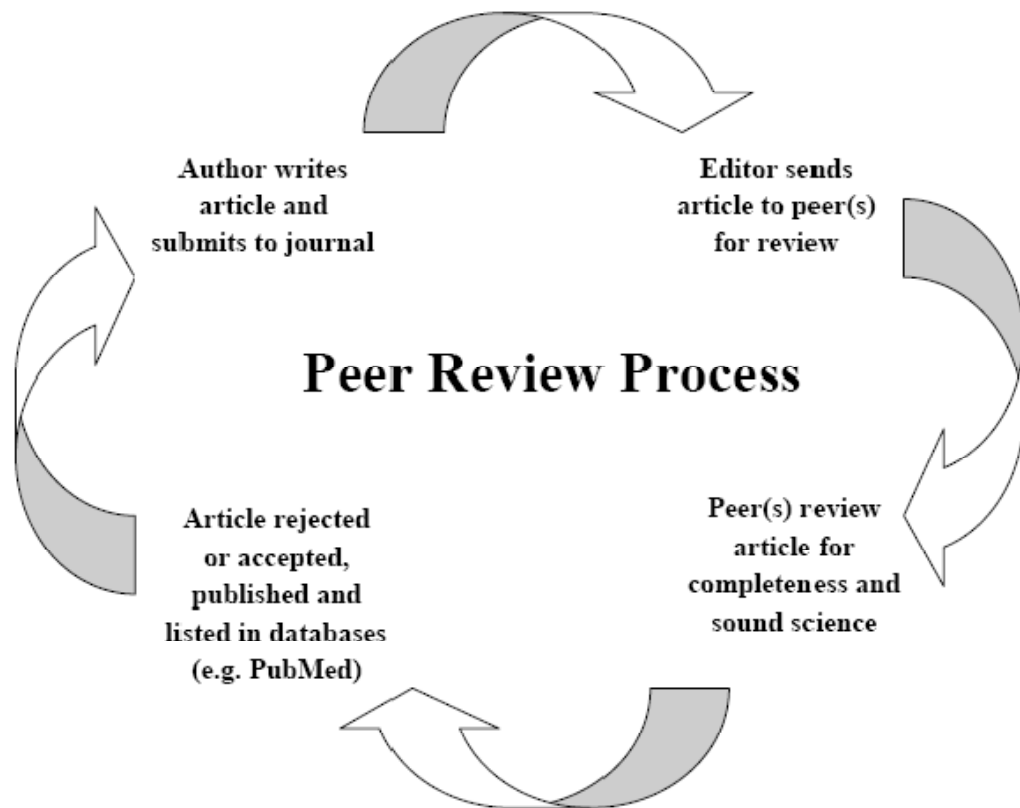 Author writes
article and
submits to journal
Editor sends
article to peer(s)
for review
Peer Review Process
Peer(s) review
article for
completeness and
sound science
Article rejected
or accepted,
published and
listed in databases
(e.g. PubMed)